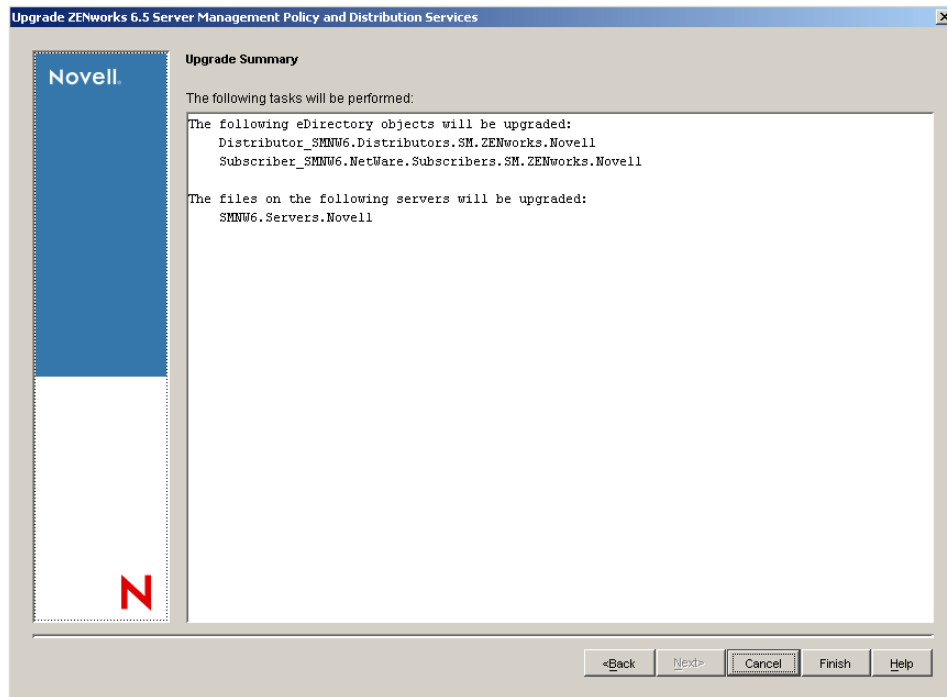 Upgrade ZENworks 6.5 Server Management Policy and Distribution Services
Novell.
Upgrade Summary
The following tasks will be performed:
The following eDirectory objects will be upgraded:
Distributor_SMNW6.Distributors.SM.ZENworks.Novell
Subscriber_SMNW6.NetWare.Subscribers.SM.ZENworks.Novell
The files on the following servers will be upgraded:
SMNW6.Servers.Novell
N
<Back Next> Cancel Finish Help